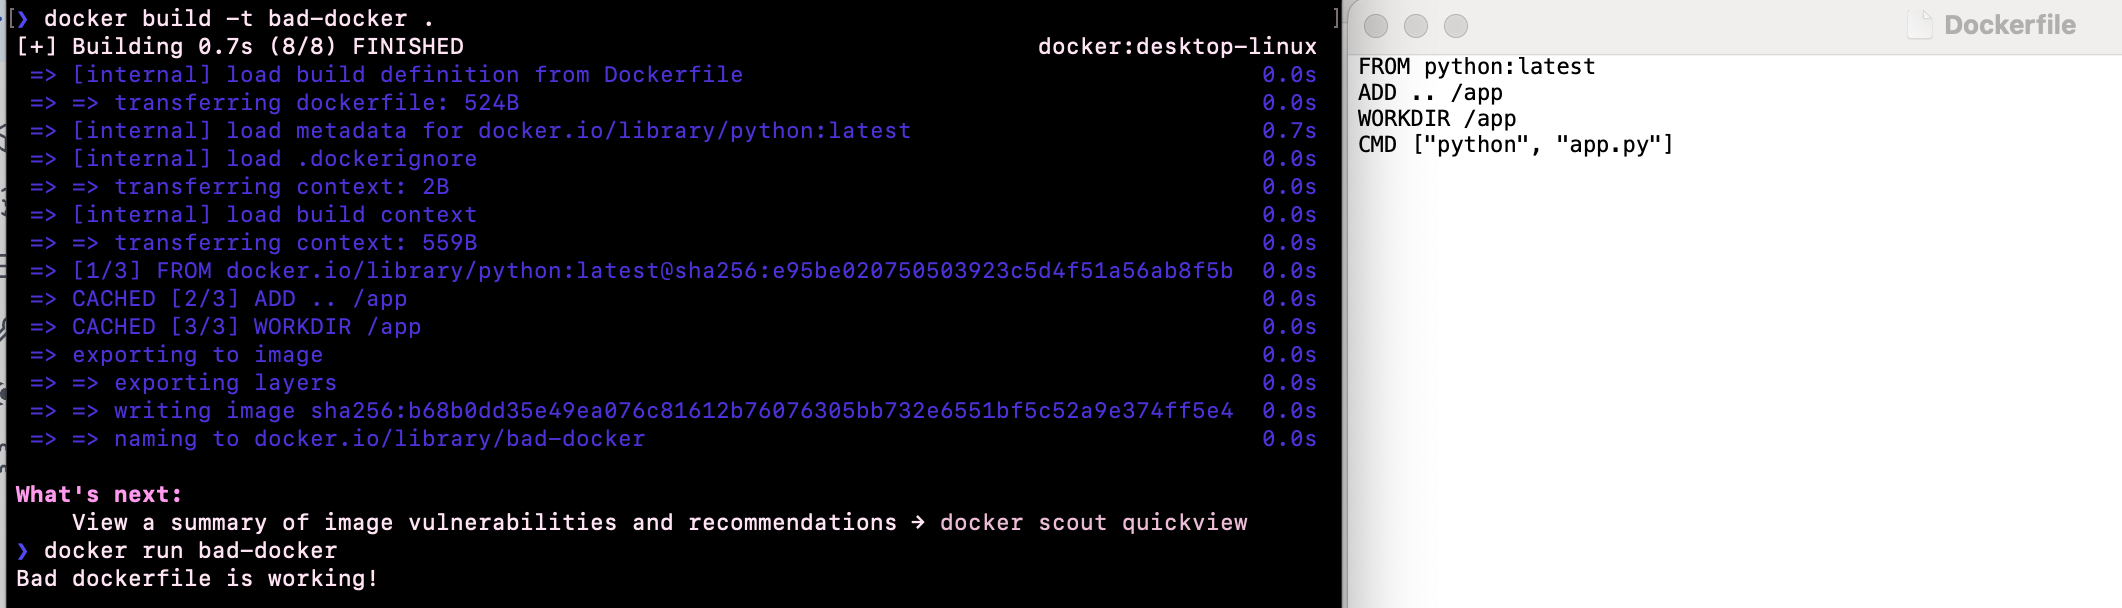 [❯ docker build -t bad-docker . ]
[+] Building 0.7s (8/8) FINISHED docker:desktop-linux
=> [internal] load build definition from Dockerfile 0.0s
=> => transferring dockerfile: 524B 0.0s
=> [internal] load metadata for docker.io/library/python:latest 0.7s
=> [internal] load .dockerignore 0.0s
=> => transferring context: 2B 0.0s
=> [internal] load build context 0.0s
=> => transferring context: 559B 0.0s
=> [1/3] FROM docker.io/library/python:latest@sha256:e95be020750503923c5d4f51a56ab8f5b 0.0s
=> CACHED [2/3] ADD .. /app 0.0s
=> CACHED [3/3] WORKDIR /app 0.0s
=> exporting to image 0.0s
=> => exporting layers 0.0s
=> => writing image sha256:b68b0dd35e49ea076c81612b76076305bb732e6551bf5c52a9e374ff5e4 0.0s
=> => naming to docker.io/library/bad-docker 0.0s
What's next:
View a summary of image vulnerabilities and recommendations → docker scout quickview
❯ docker run bad-docker
Bad dockerfile is working!
Dockerfile
FROM python:latest
ADD .. /app
WORKDIR /app
CMD ["python", "app.py"]